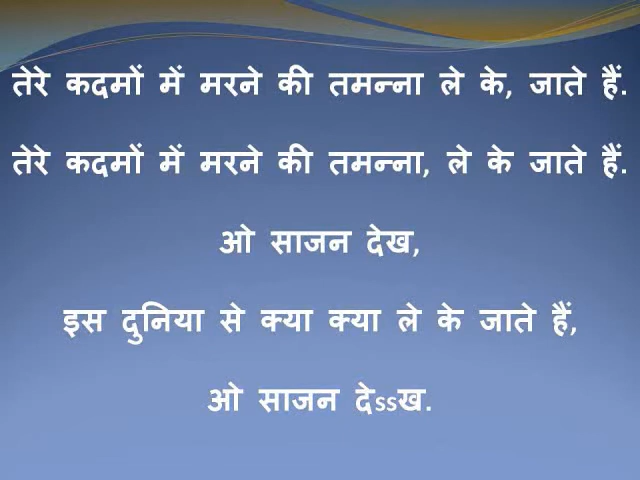 तेरे कदमों में मरने की तमन्ना ले के, जाते हैं.
तेरे कदमों में मरने की तमन्ना, ले के जाते हैं.
ओ साजन देख,
इस दुनिया से क्या क्या ले के जाते हैं,
ओ साजन देssख.